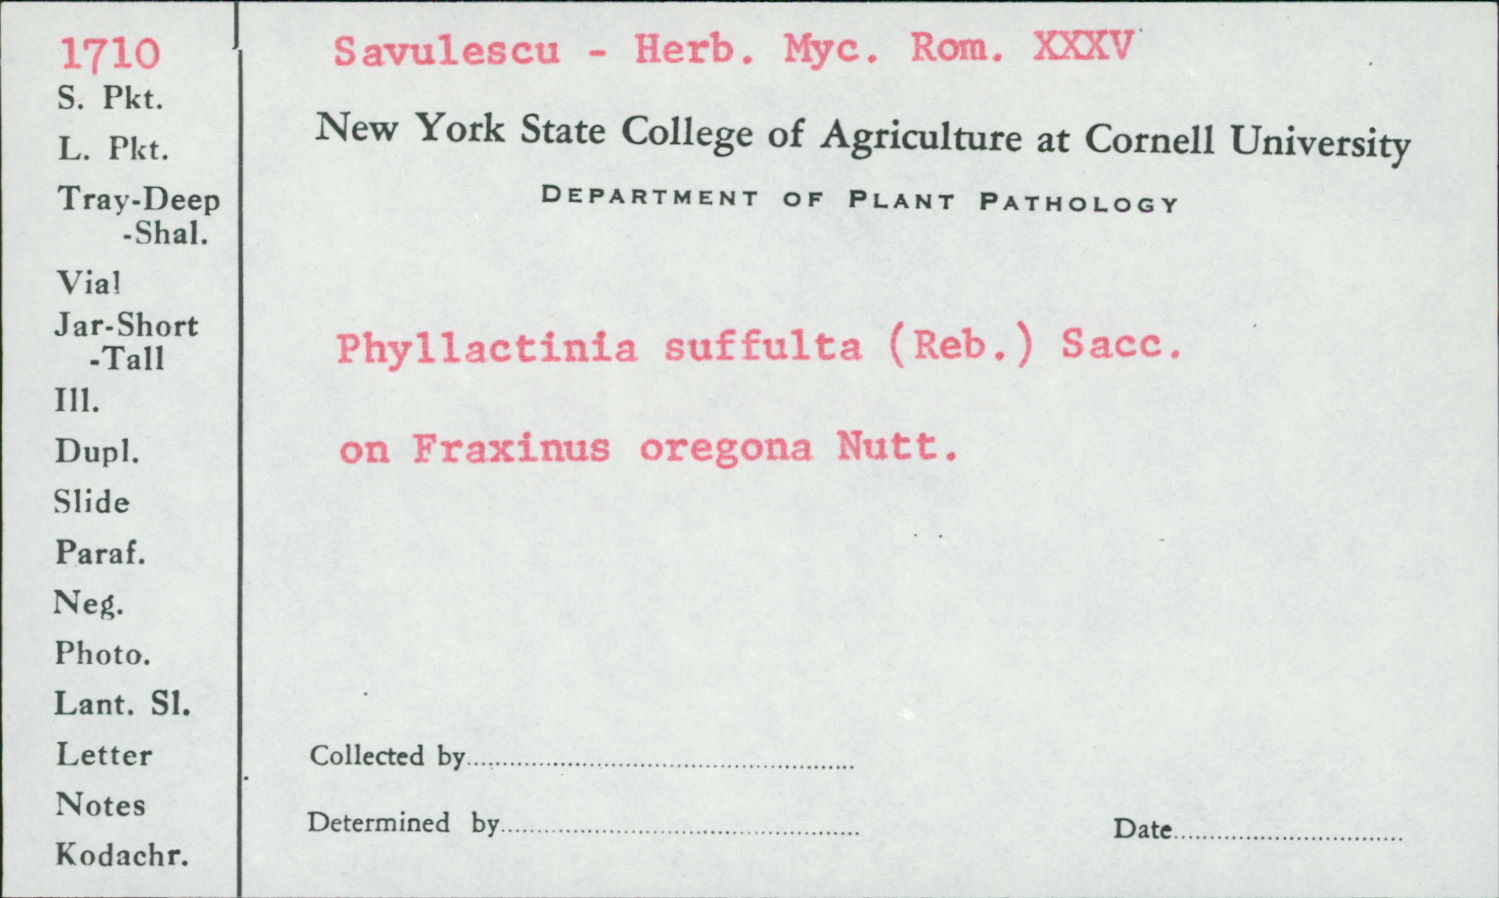 1710
S. Pkt.
L. Pkt.
Tray-Deep
-Shal.
Vial
Jar-Short
-Tall
Ill.
Dupl.
Slide
Paraf.
Neg.
Photo.
Lant. Sl.
Letter
Notes
Kodachr.
Savulescu - Herb. Myc. Rom. XXXV
New York State College of Agriculture at Cornell University
DEPARTMENT OF PLANT PATHOLOGY
Phyllactinia suffulta (Reb.) Sacc.
on Fraxinus oregona Nutt.
Collected by
Determined by
Date